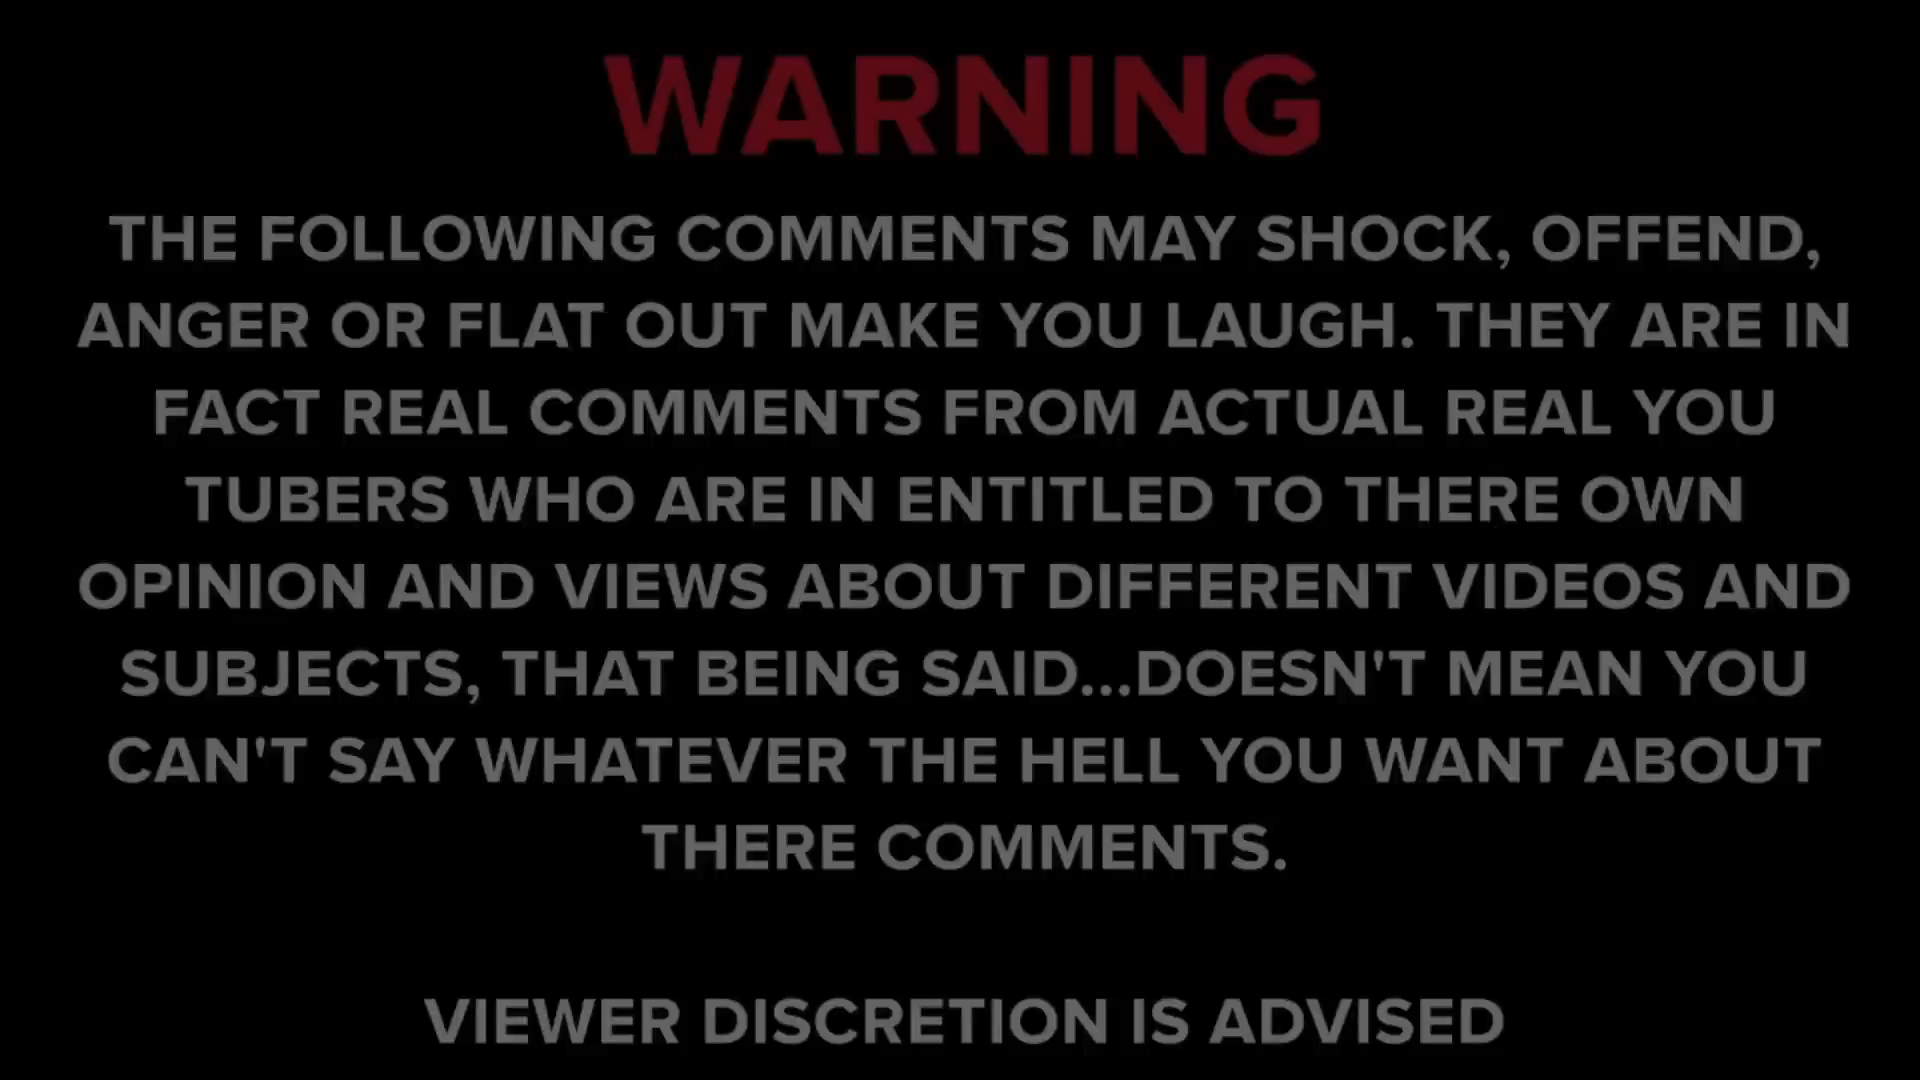 WARNING
THE FOLLOWING COMMENTS MAY SHOCK, OFFEND,
ANGER OR FLAT OUT MAKE YOU LAUGH. THEY ARE IN
FACT REAL COMMENTS FROM ACTUAL REAL YOU
TUBERS WHO ARE IN ENTITLED TO THERE OWN
OPINION AND VIEWS ABOUT DIFFERENT VIDEOS AND
SUBJECTS, THAT BEING SAID...DOESN'T MEAN YOU
CAN'T SAY WHATEVER THE HELL YOU WANT ABOUT
THERE COMMENTS.
VIEWER DISCRETION IS ADVISED